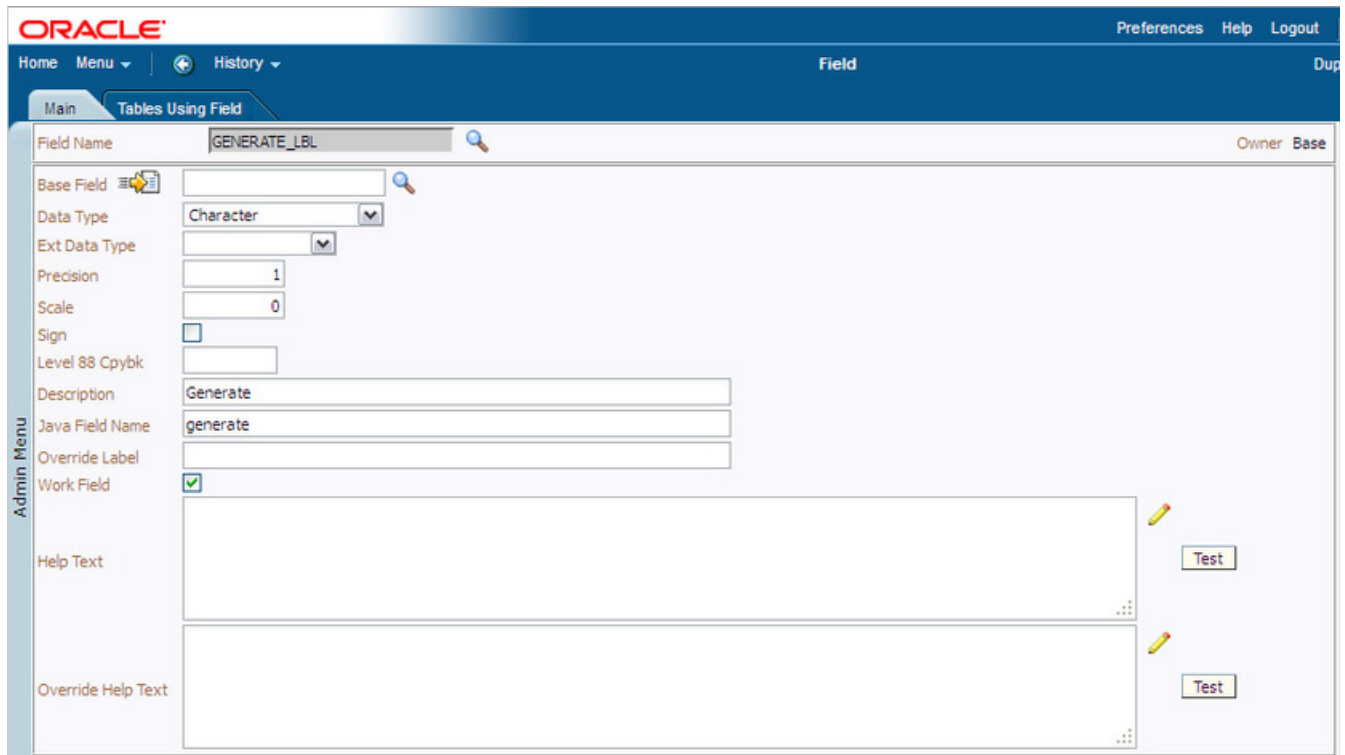 ORACLE
Preferences Help Logout
Home Menu History Field Dup
Main Tables Using Field
Field Name GENERATE_LBL Owner Base
Base Field
Data Type Character
Ext Data Type
Precision 1
Scale 0
Sign
Level 88 Cpybk
Description Generate
Java Field Name generate
Override Label
Work Field
Help Text Test
Override Help Text Test
Admin Menu